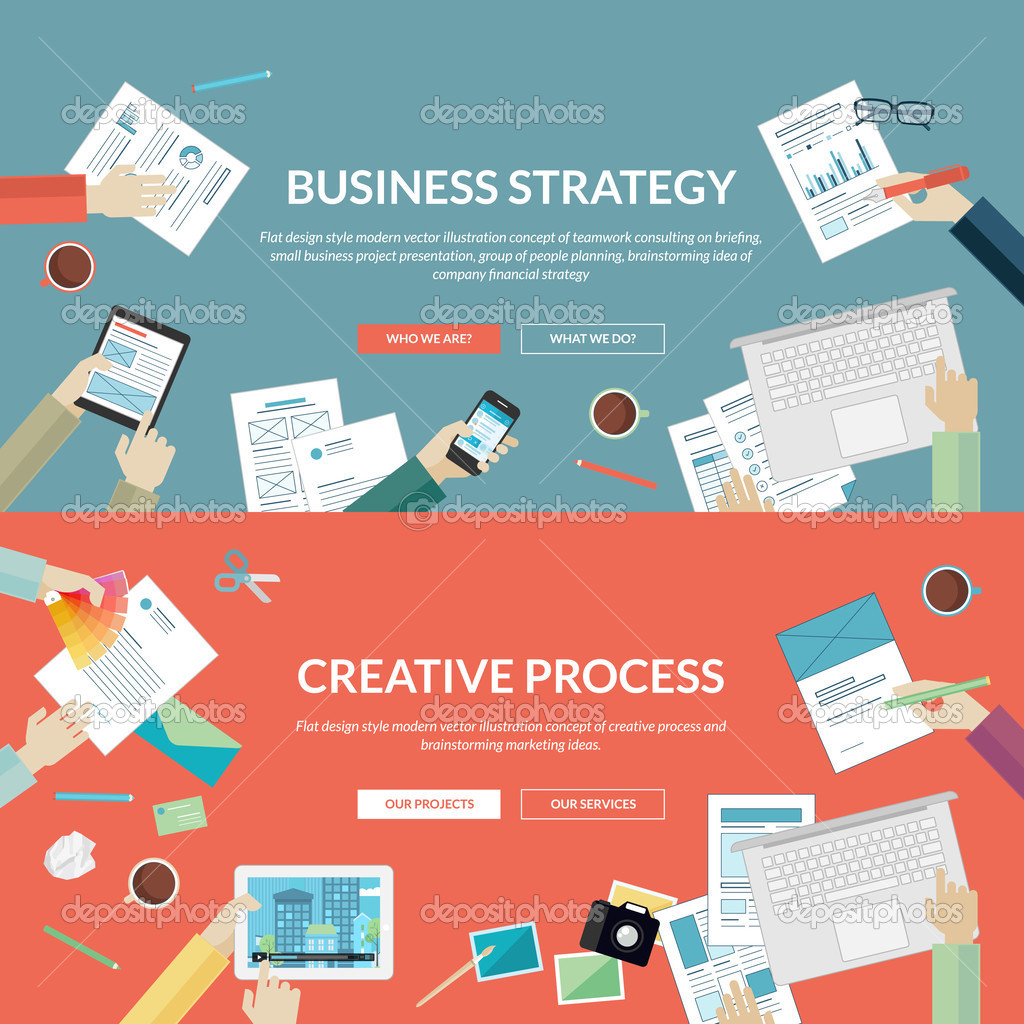 depositphotos depositphotos depositphotos
BUSINESS STRATEGY
Flat design style modern vector illustration concept of teamwork consulting on briefing,
small business project presentation, group of people planning, brainstorming idea of
company financial strategy
depositphotos depositphotos depositphotos
WHO WE ARE? WHAT WE DO?
depositphotos depositphotos depositphotos
CREATIVE PROCESS
depositphotos depositphotos depositphotos
Flat design style modern vector illustration concept of creative process and
brainstorming marketing ideas.
OUR PROJECTS OUR SERVICES
depositphotos depositphotos depositphotos